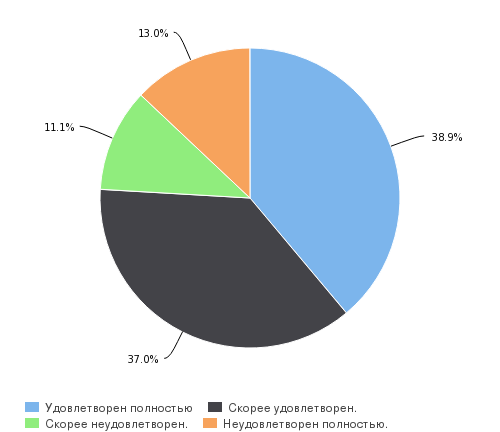 13.0%
11.1%
38.9%
37.0%
Удовлетворен полностью Скорее удовлетворен.
Скорее неудовлетворен. Неудовлетворен полностью.